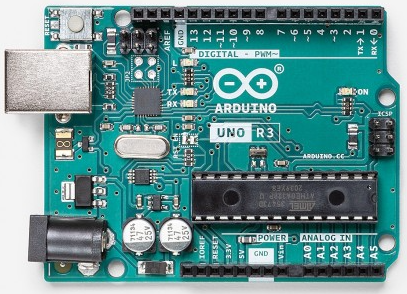 RESET
AREF
GND
13
12
~11
~10
~9
8
7
~6
~5
4
~3
2
TX→1
RX←0
DIGITAL - PWM~
TX
RX
ARDUINO
UNO R3
ON
ICSP
ARDUINO.CC
ATMEL
47
25V
47
25V
IOREF
RESET
3.3V
5V
GND
Vin
POWER
ANALOG IN
A0
A1
A2
A3
A4
A5